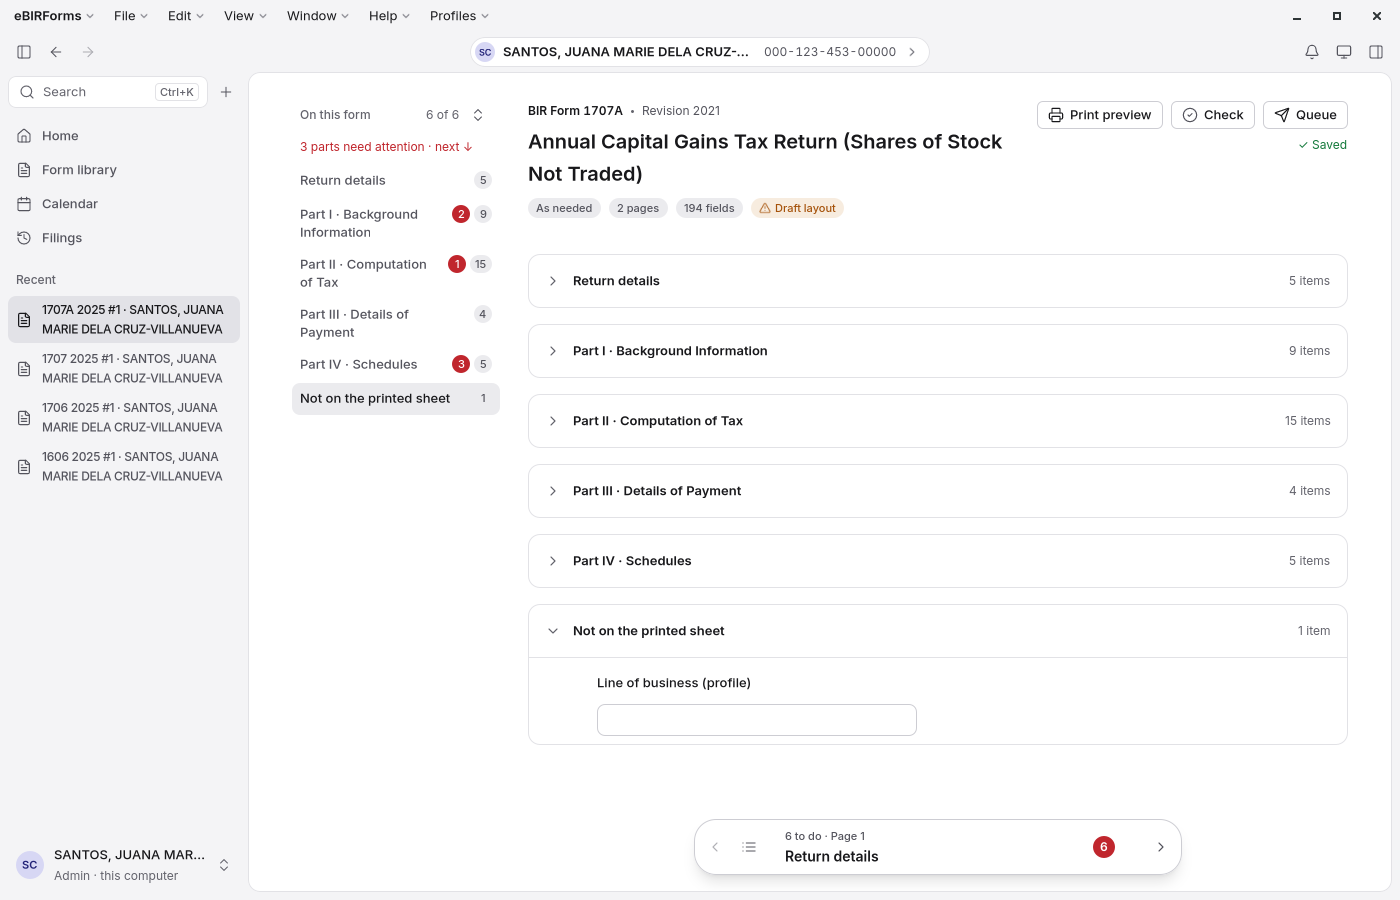 eBIRForms File Edit View Window Help Profiles
SC SANTOS, JUANA MARIE DELA CRUZ-... 000-123-453-00000
Search Ctrl+K
Home
Form library
Calendar
Filings
Recent
1707A 2025 #1 · SANTOS, JUANA
MARIE DELA CRUZ-VILLANUEVA
1707 2025 #1 · SANTOS, JUANA
MARIE DELA CRUZ-VILLANUEVA
1706 2025 #1 · SANTOS, JUANA
MARIE DELA CRUZ-VILLANUEVA
1606 2025 #1 · SANTOS, JUANA
MARIE DELA CRUZ-VILLANUEVA
SC SANTOS, JUANA MAR...
Admin · this computer
On this form 6 of 6
3 parts need attention · next ↓
Return details 5
Part I · Background 2 9
Information
Part II · Computation 1 15
of Tax
Part III · Details of 4
Payment
Part IV · Schedules 3 5
Not on the printed sheet 1
BIR Form 1707A • Revision 2021
Annual Capital Gains Tax Return (Shares of Stock
Not Traded)
Print preview Check Queue
✓ Saved
As needed 2 pages 194 fields Draft layout
Return details 5 items
Part I · Background Information 9 items
Part II · Computation of Tax 15 items
Part III · Details of Payment 4 items
Part IV · Schedules 5 items
Not on the printed sheet 1 item
Line of business (profile)
6 to do · Page 1
Return details 6